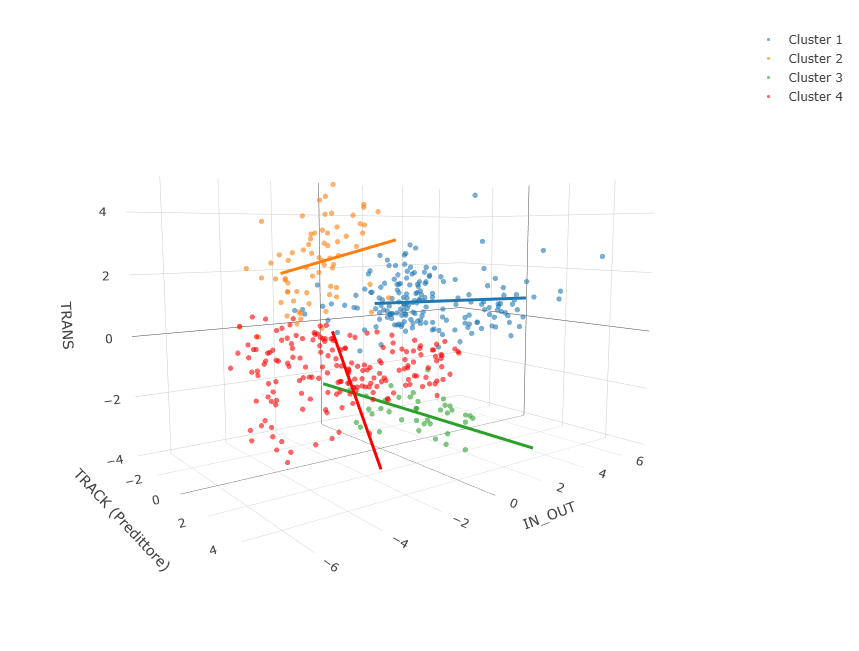 Cluster 1
Cluster 2
Cluster 3
Cluster 4
TRANS
4
2
0
−2
−4
TRACK (Predittore)
−2
0
2
4
IN_OUT
−6
−4
−2
0
2
4
6